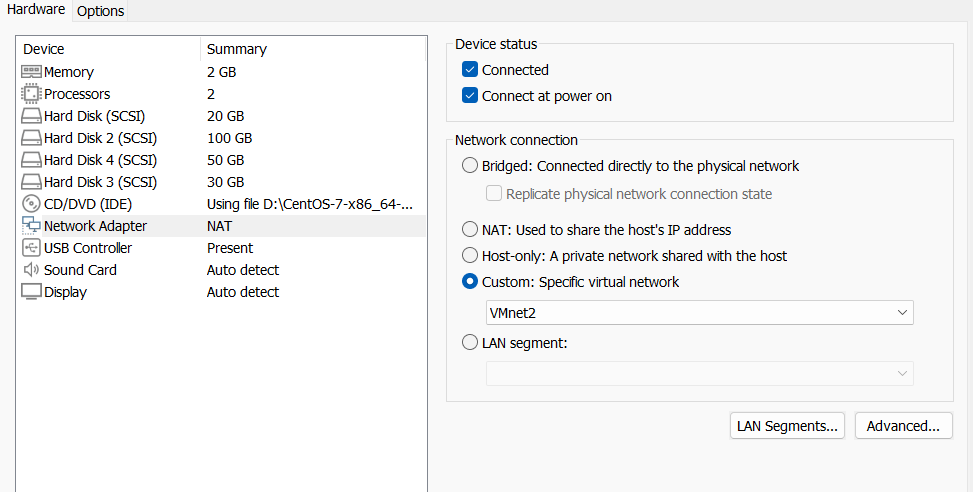 Hardware
Options
Device Summary
Memory 2 GB
Processors 2
Hard Disk (SCSI) 20 GB
Hard Disk 2 (SCSI) 100 GB
Hard Disk 4 (SCSI) 50 GB
Hard Disk 3 (SCSI) 30 GB
CD/DVD (IDE) Using file D:\CentOS-7-x86_64-...
Network Adapter NAT
USB Controller Present
Sound Card Auto detect
Display Auto detect
Device status
Connected
Connect at power on
Network connection
Bridged: Connected directly to the physical network
Replicate physical network connection state
NAT: Used to share the host's IP address
Host-only: A private network shared with the host
Custom: Specific virtual network
VMnet2
LAN segment:
LAN Segments... Advanced...